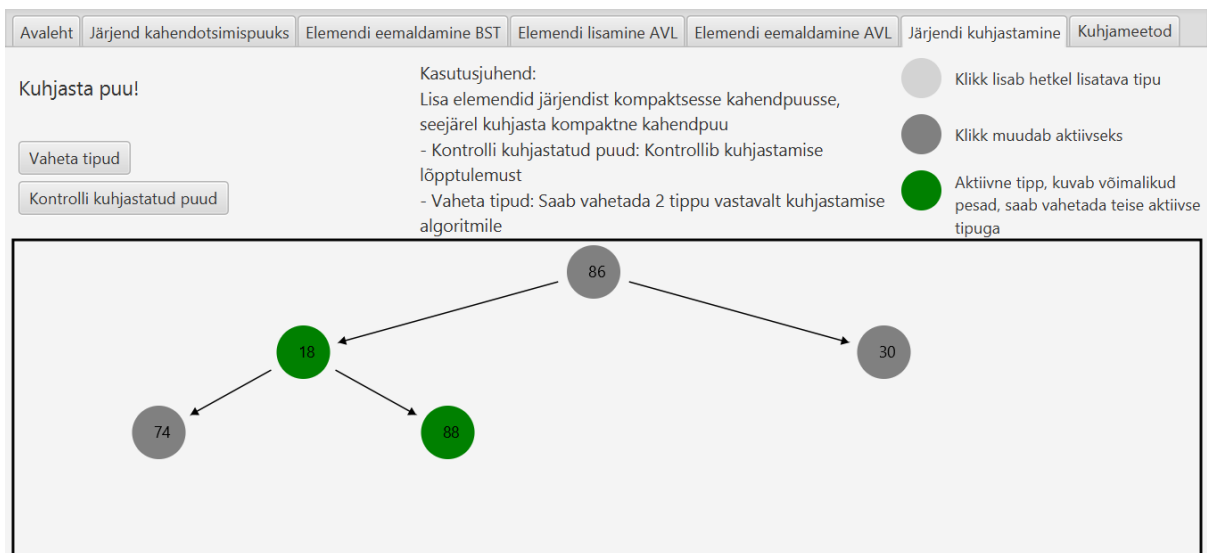 Avaleht Järjend kahendotsimispuuks Elemendi eemaldamine BST Elemendi lisamine AVL Elemendi eemaldamine AVL Järjendi kuhjastamine Kuhjameetod
Kuhjasta puu!
Vaheta tipud
Kontrolli kuhjastatud puud
Kasutusjuhend:
Lisa elemendid järjendist kompaktsesse kahendpuusse,
seejärel kuhjasta kompaktne kahendpuu
- Kontrolli kuhjastatud puud: Kontrollib kuhjastamise
lõpptulemust
- Vaheta tipud: Saab vahetada 2 tippu vastavalt kuhjastamise
algoritmile
Klikk lisab hetkel lisatava tipu
Klikk muudab aktiivseks
Aktiivne tipp, kuvab võimalikud
pesad, saab vahetada teise aktiivse
tipuga
86
18 30
74 88